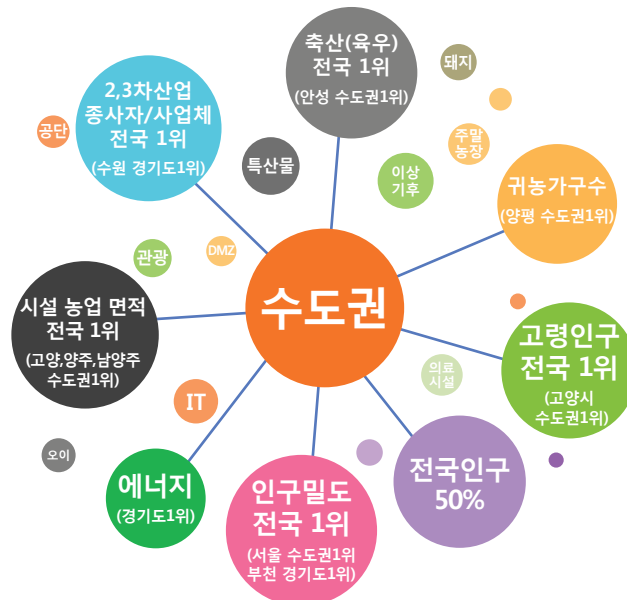 축산(육우)
전국 1위
(안성 수도권1위)
돼지
2,3차산업
종사자/사업체
전국 1위
(수원 경기도1위)
공단
특산물
이상
기후
주말
농장
귀농가구수
(양평 수도권1위)
관광
DMZ
수도권
시설 농업 면적
전국 1위
(고양,양주,남양주
수도권1위)
고령인구
전국 1위
(고양시
수도권1위)
의료
시설
IT
오이
에너지
(경기도1위)
인구밀도
전국 1위
(서울 수도권1위
부천 경기도1위)
전국인구
50%